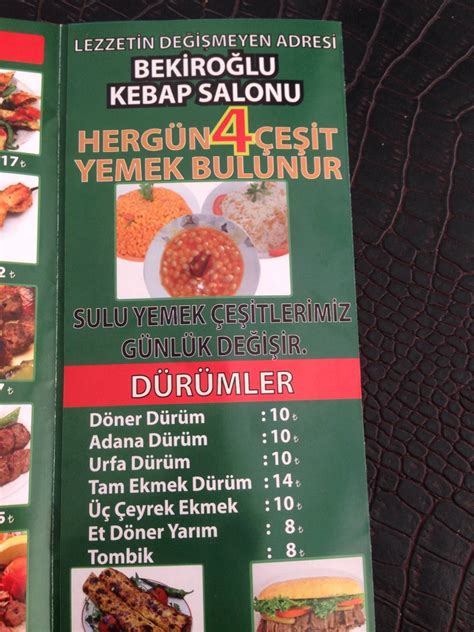 LEZZETİN DEĞİŞMEYEN ADRESİ
BEKİROĞLU
KEBAP SALONU
HERGÜN 4 ÇEŞİT
YEMEK BULUNUR
SULU YEMEK ÇEŞİTLERİMİZ
GÜNLÜK DEĞİŞİR.
DÜRÜMLER
Döner Dürüm : 10 ₺
Adana Dürüm : 10 ₺
Urfa Dürüm : 10 ₺
Tam Ekmek Dürüm : 14 ₺
Üç Çeyrek Ekmek : 10 ₺
Et Döner Yarım : 8 ₺
Tombik : 8 ₺
17 ₺